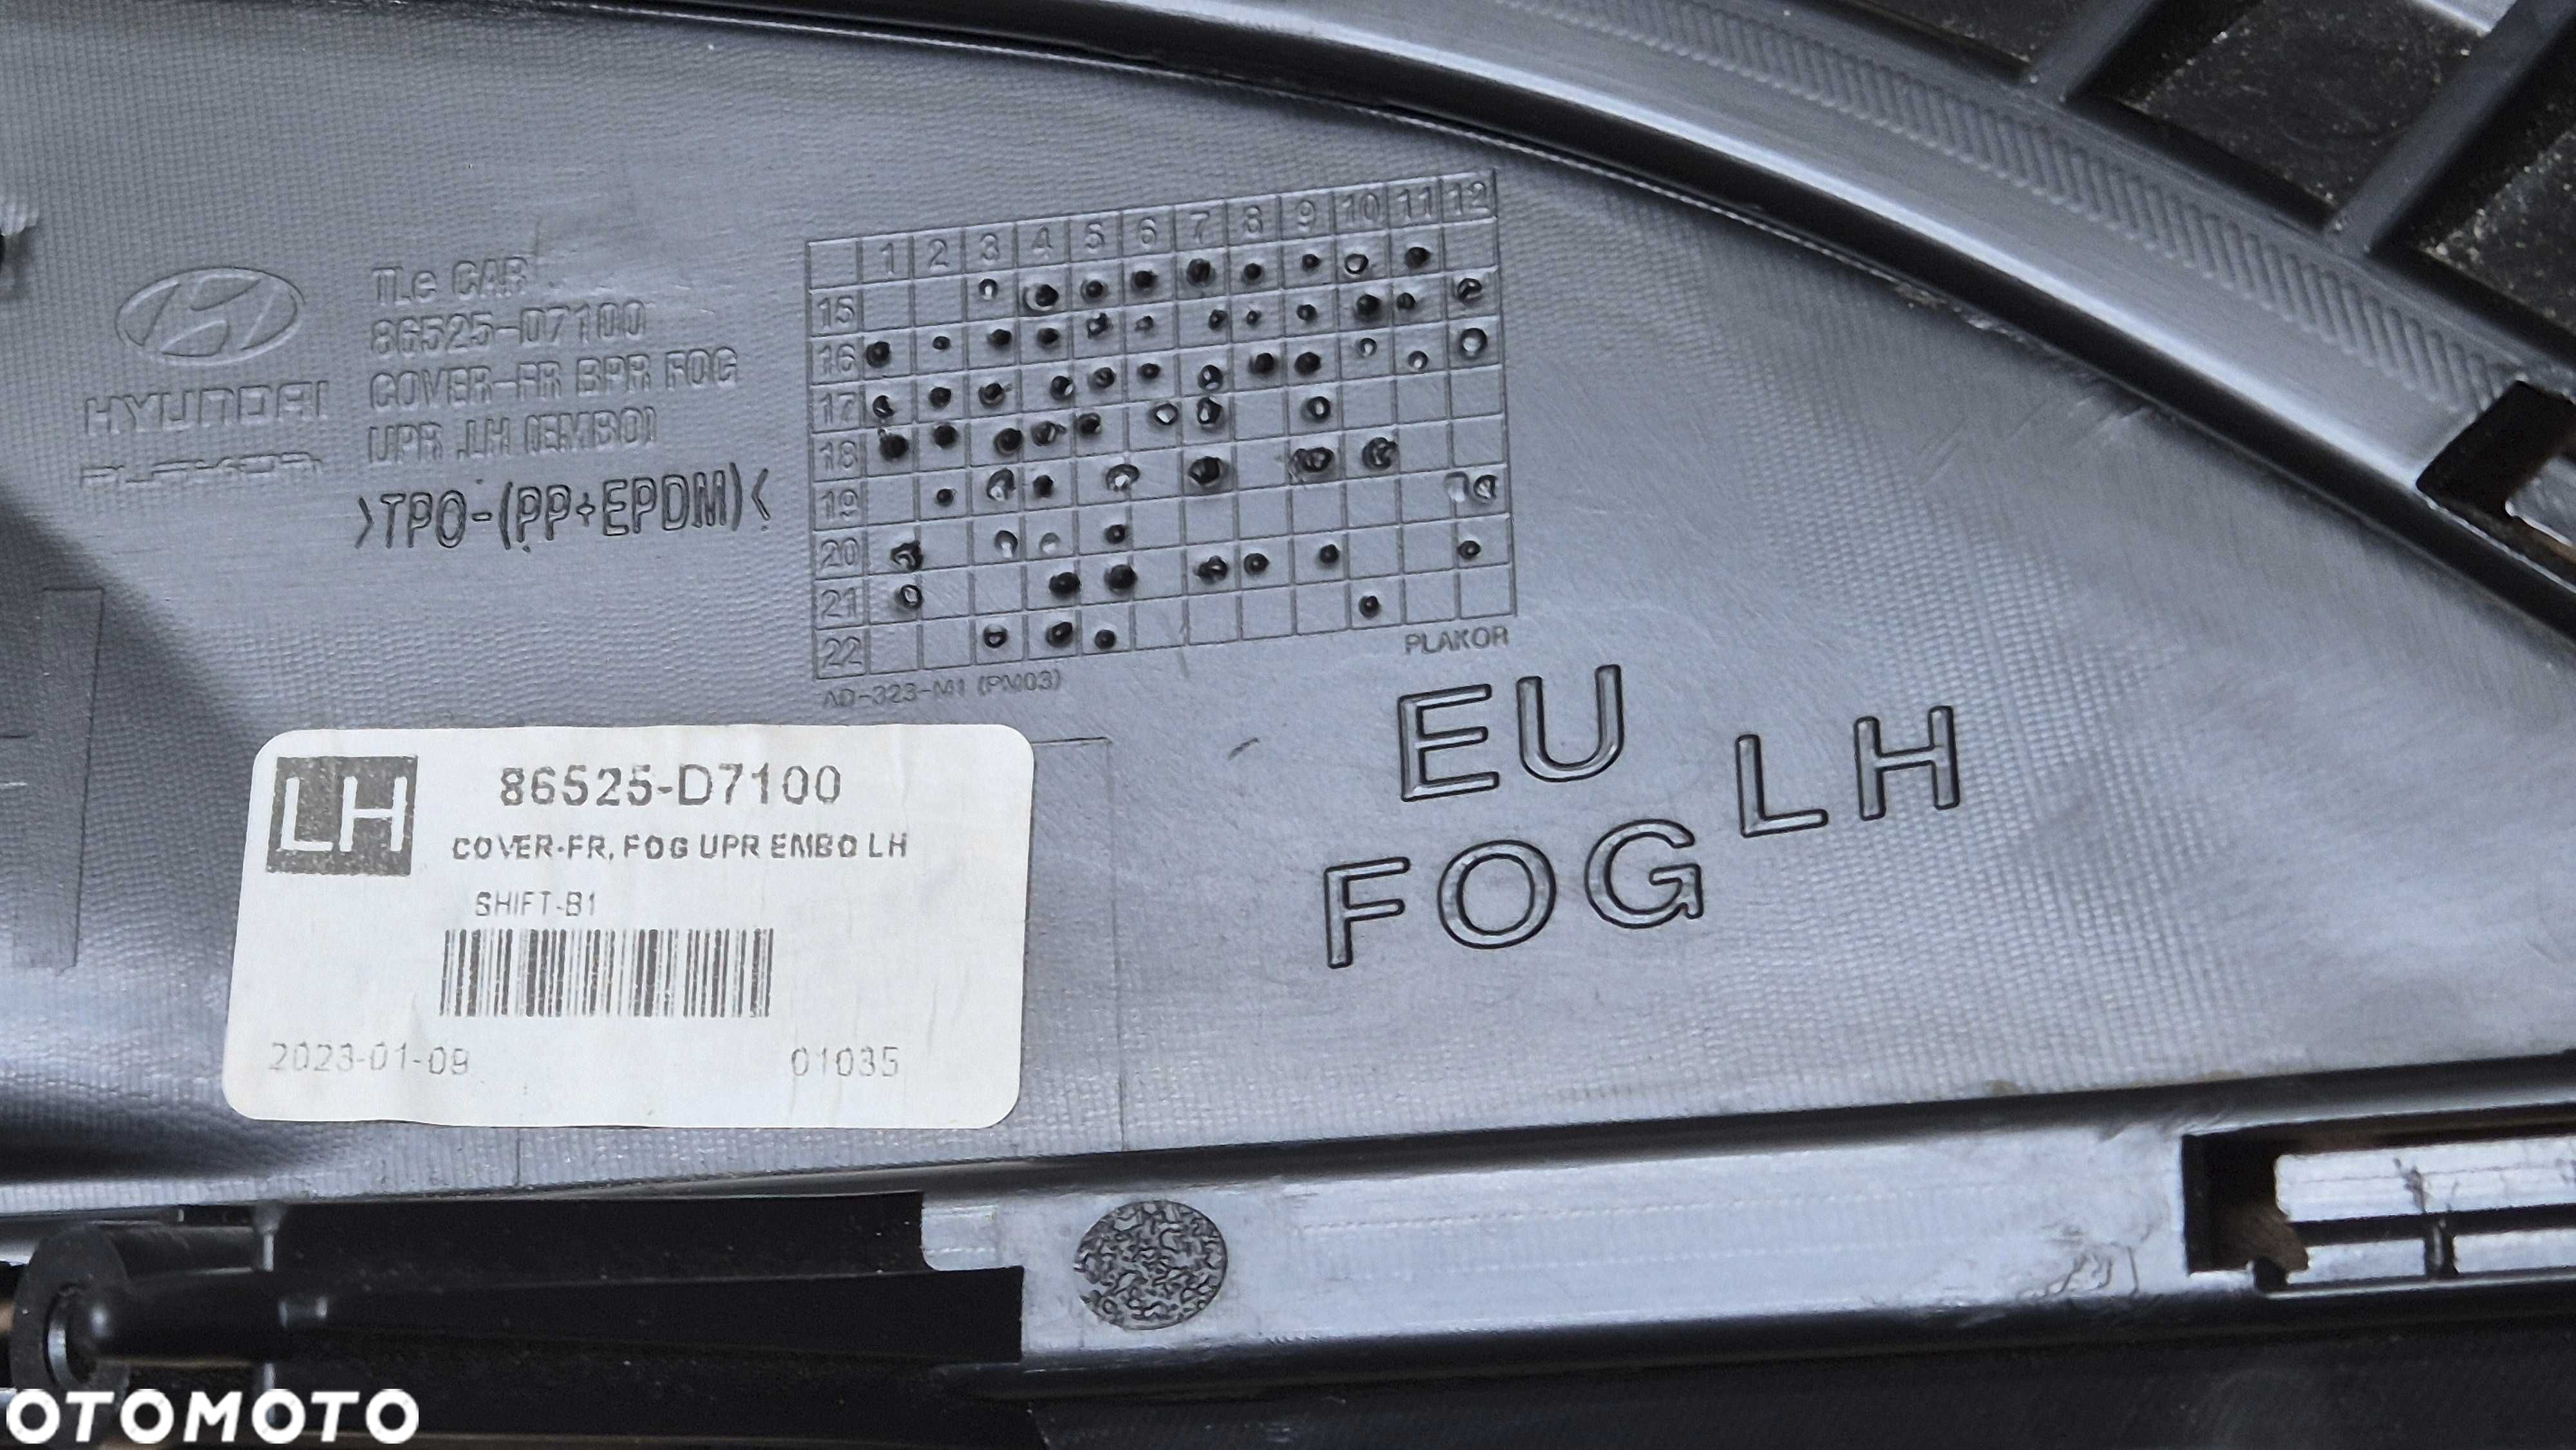 TLe CAR
86525-D7100
COVER-FR BPR FOG
UPR .LH (EMBO)
>TPO-(PP+EPDM)<
HYUNDAI
PLAKOR
1 2 3 4 5 6 7 8 9 10 11 12
15
16
17
18
19
20
21
22
AD-323-M1 (PM03)
PLAKOR
EU
FOG
LH
LH
86525-D7100
COVER-FR, FOG UPR EMBO LH
SHIFT-B1
2023-01-09
01035
OTOMOTO